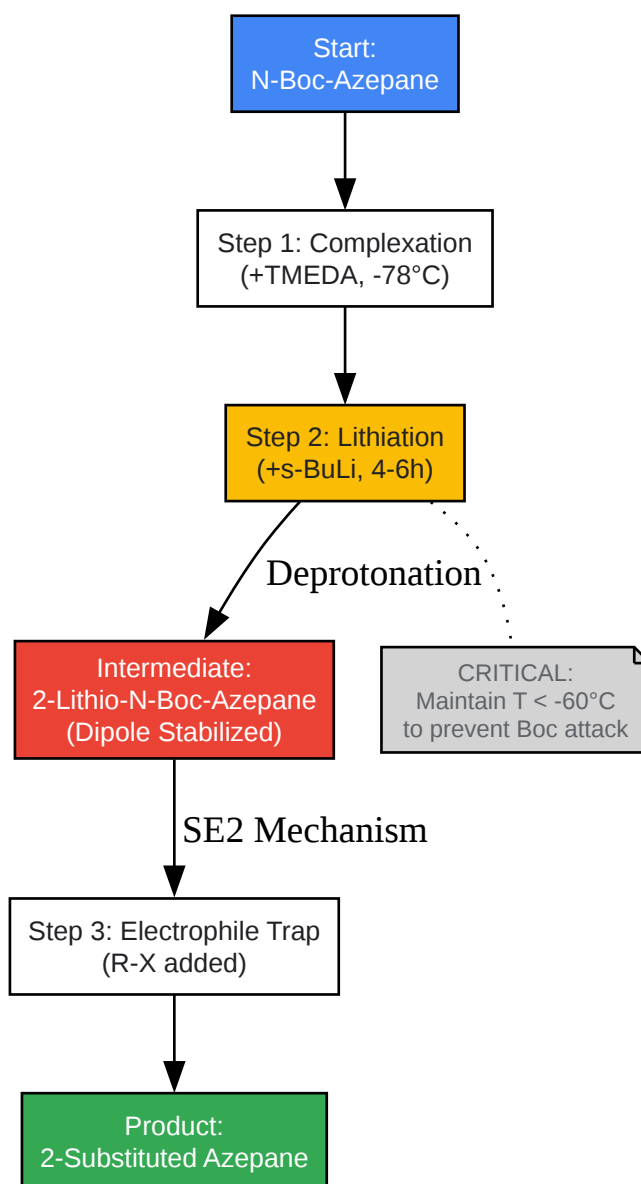 Start:
N-Boc-Azepane
Step 1: Complexation
(+TMEDA, -78°C)
Step 2: Lithiation
(+s-BuLi, 4-6h)
Deprotonation
Intermediate:
2-Lithio-N-Boc-Azepane
(Dipole Stabilized)
CRITICAL:
Maintain T < -60°C
to prevent Boc attack
SE2 Mechanism
Step 3: Electrophile Trap
(R-X added)
Product:
2-Substituted Azepane